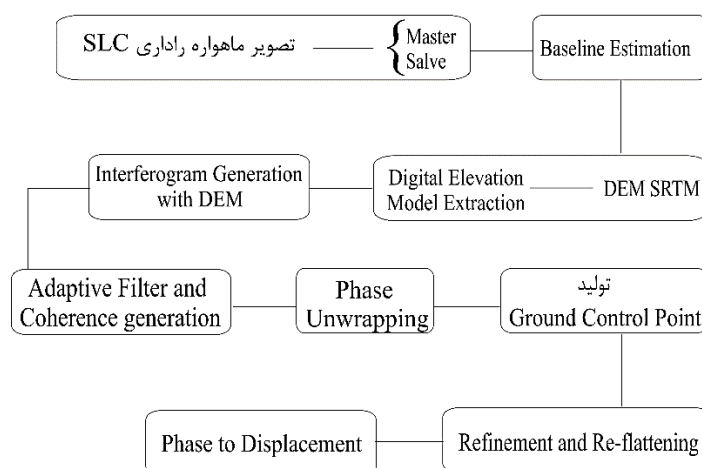 تصویر ماهواره راداری SLC
Master
Salve
Baseline Estimation
Digital Elevation
Model Extraction
DEM SRTM
Interferogram Generation
with DEM
Adaptive Filter and
Coherence generation
Phase
Unwrapping
تولید
Ground Control Point
Refinement and Re-flattening
Phase to Displacement